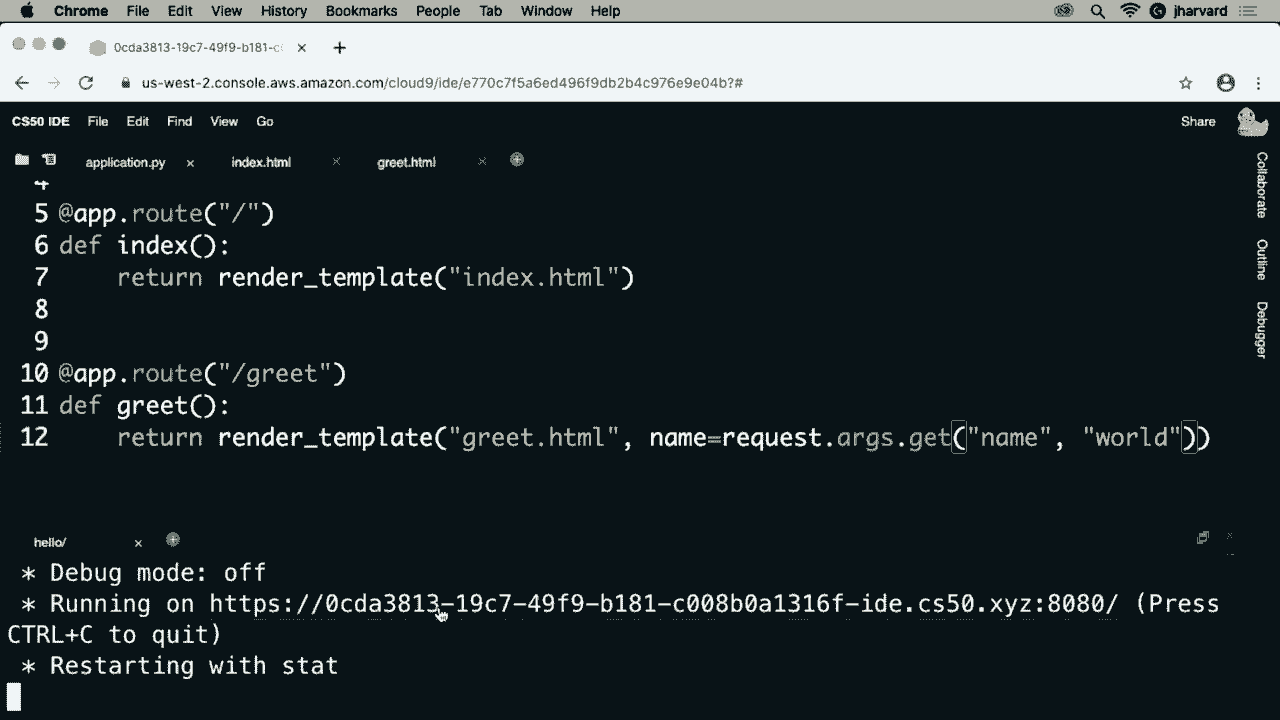 Chrome File Edit View History Bookmarks People Tab Window Help jharvard
0cda3813-19c7-49f9-b181-c
us-west-2.console.aws.amazon.com/cloud9/ide/e770c7f5a6ed496f9db2b4c976e9e04b?#
CS50 IDE File Edit Find View Go Share
application.py index.html greet.html
4
5 @app.route("/")
6 def index():
7 return render_template("index.html")
8
9
10 @app.route("/greet")
11 def greet():
12 return render_template("greet.html", name=request.args.get("name", "world"))
Collaborate
Outline
Debugger
hello/
* Debug mode: off
* Running on https://0cda3813-19c7-49f9-b181-c008b0a1316f-ide.cs50.xyz:8080/ (Press
CTRL+C to quit)
* Restarting with stat